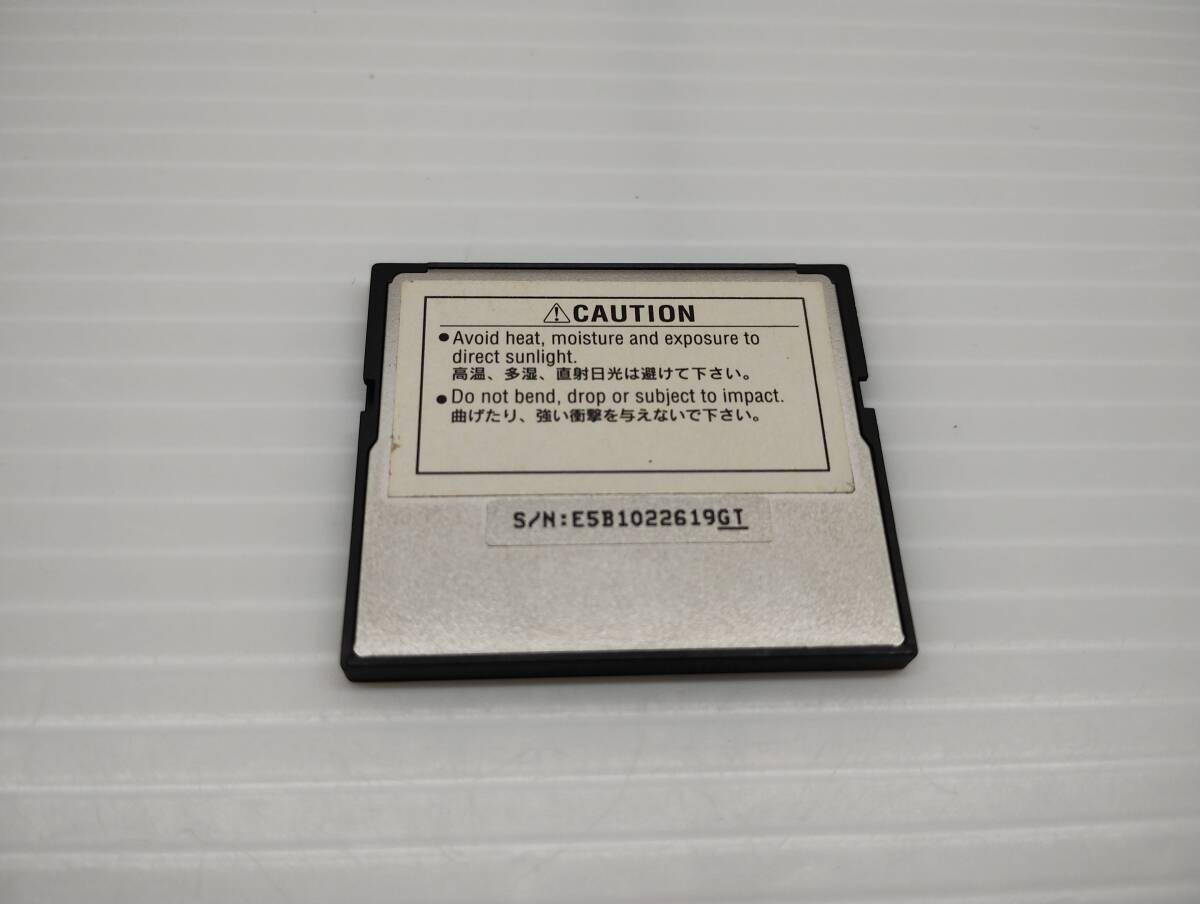 ⚠CAUTION
●Avoid heat, moisture and exposure to
direct sunlight.
高温、多湿、直射日光は避けて下さい。
●Do not bend, drop or subject to impact.
曲げたり、強い衝撃を与えないで下さい。
S/N:E5B1022619GT